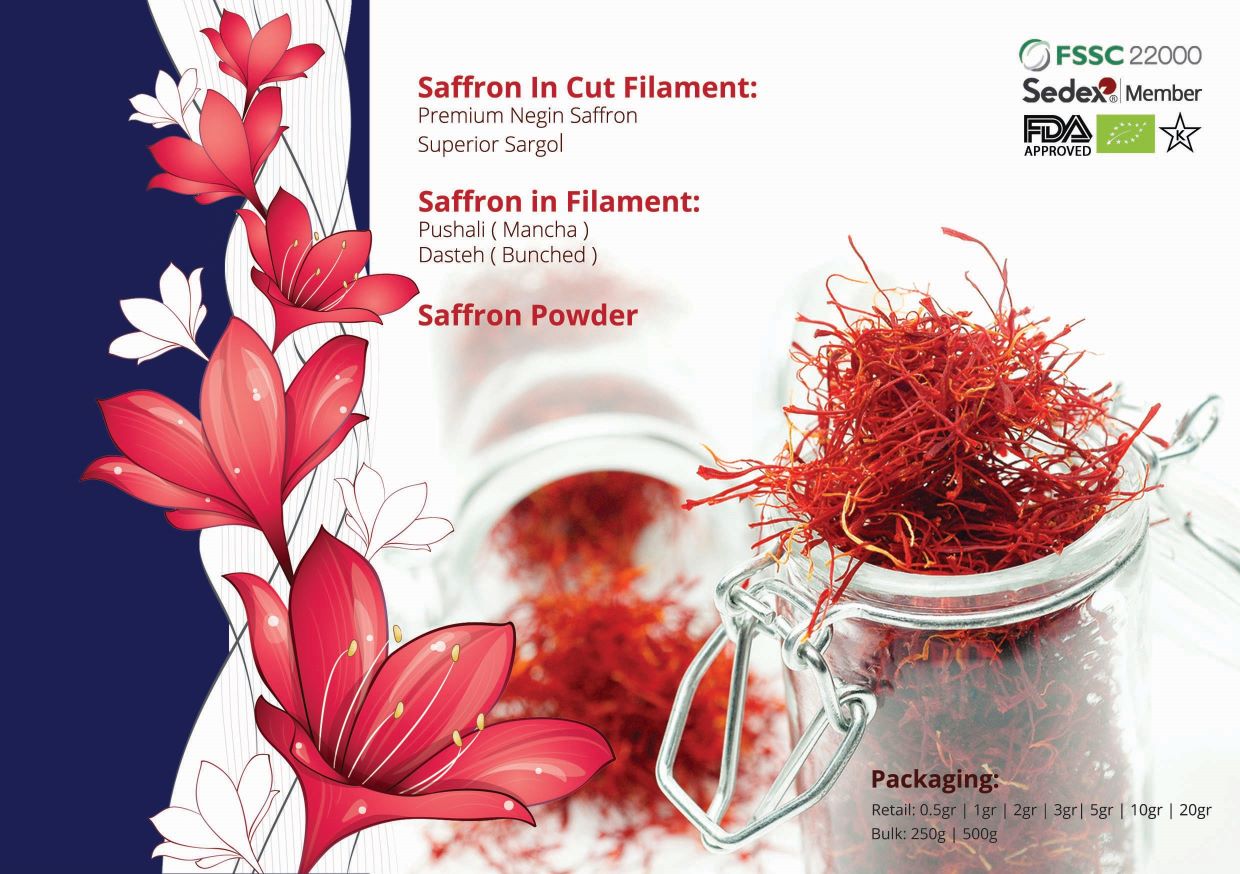 FSSC 22000
Sedex® Member
FDA
APPROVED
K
Saffron In Cut Filament:
Premium Negin Saffron
Superior Sargol
Saffron in Filament:
Pushali ( Mancha )
Dasteh ( Bunched )
Saffron Powder
Packaging:
Retail: 0.5gr | 1gr | 2gr | 3gr| 5gr | 10gr | 20gr
Bulk: 250g | 500g